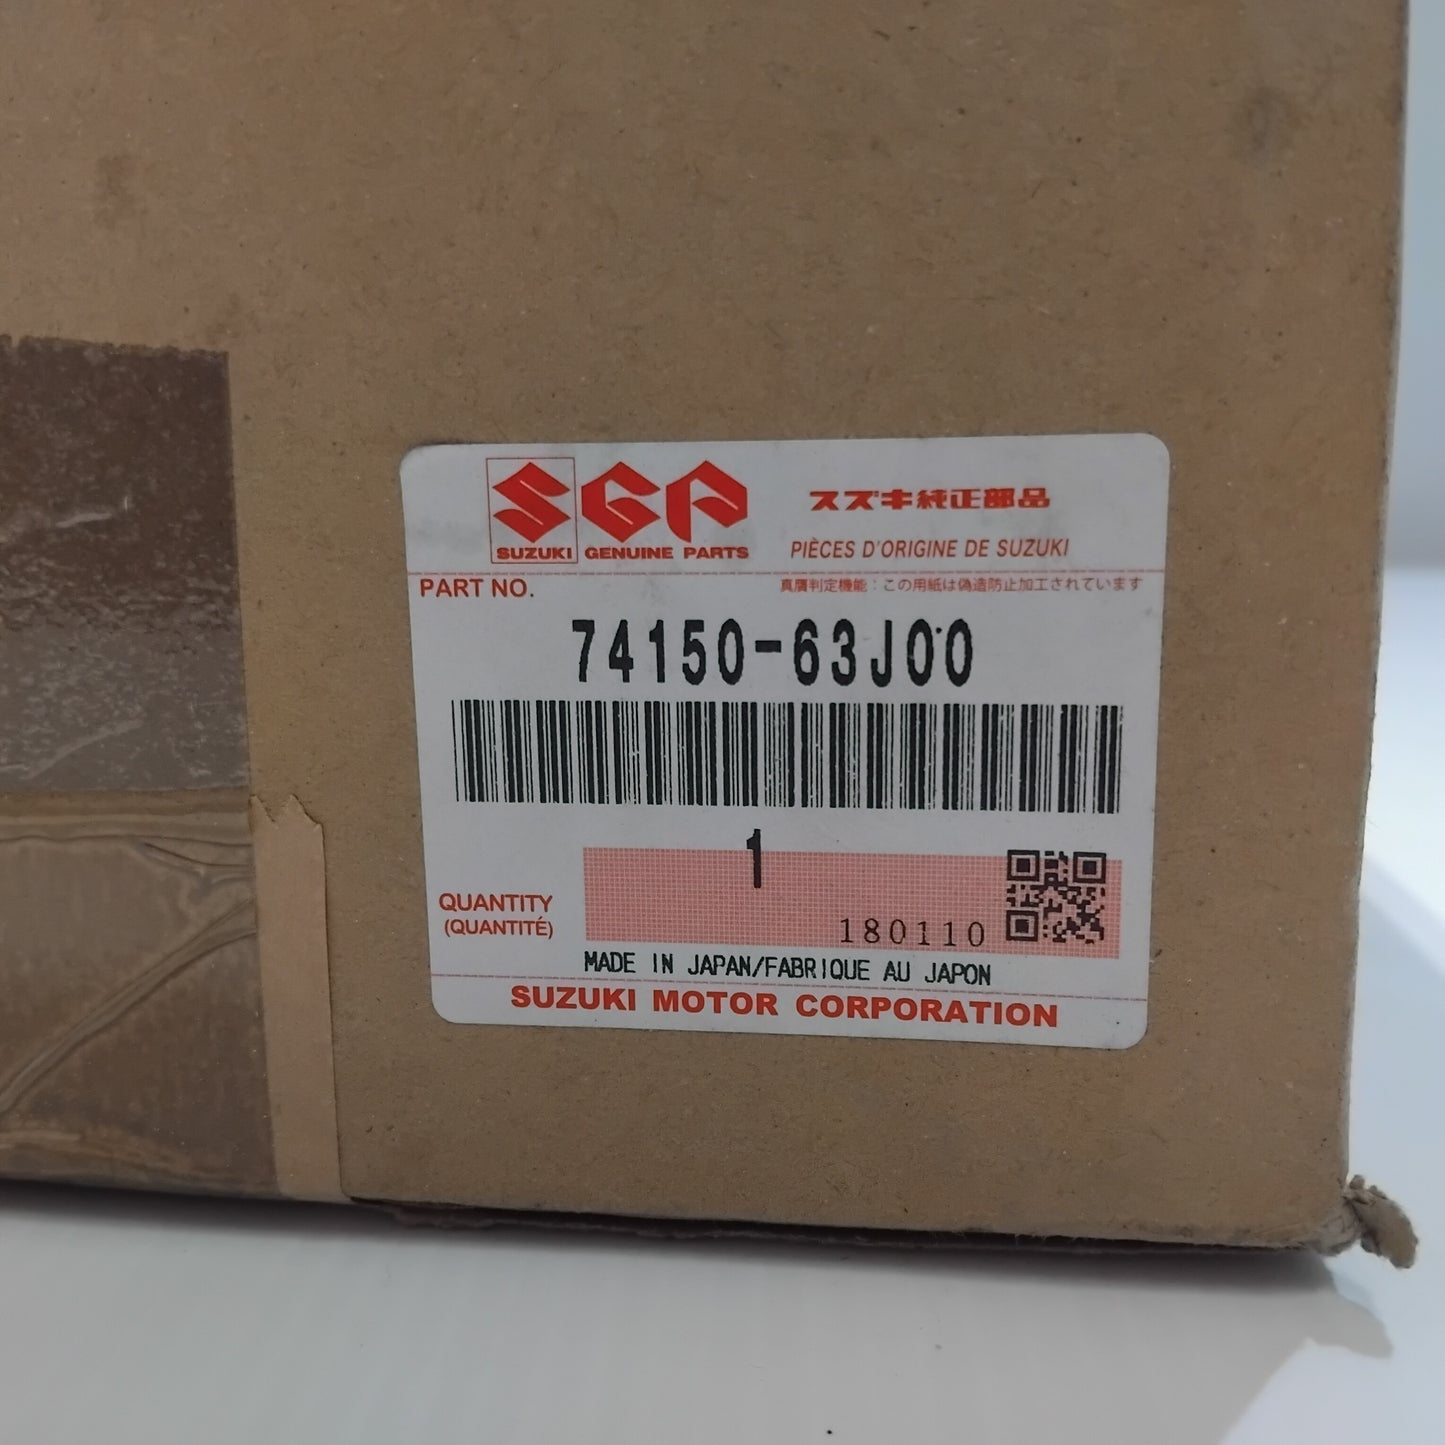 SGP スズキ純正部品
SUZUKI GENUINE PARTS PIÈCES D'ORIGINE DE SUZUKI
PART NO. 真贋判定機能：この用紙は偽造防止加工されています
74150-63J00
1
QUANTITY
(QUANTITÉ) 180110
MADE IN JAPAN/FABRIQUE AU JAPON
SUZUKI MOTOR CORPORATION